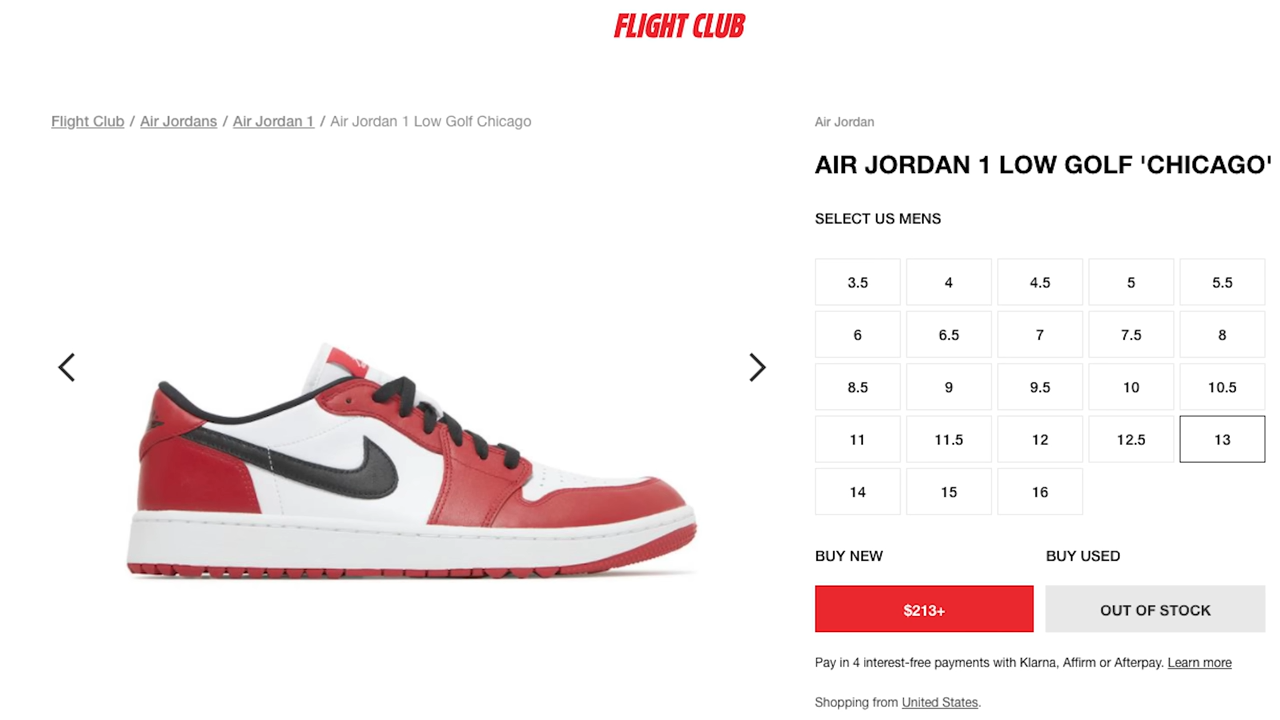 FLIGHT CLUB
Flight Club / Air Jordans / Air Jordan 1 / Air Jordan 1 Low Golf Chicago
Air Jordan
AIR JORDAN 1 LOW GOLF 'CHICAGO'
SELECT US MENS
3.5 4 4.5 5 5.5
6 6.5 7 7.5 8
8.5 9 9.5 10 10.5
11 11.5 12 12.5 13
14 15 16
BUY NEW BUY USED
$213+ OUT OF STOCK
Pay in 4 interest-free payments with Klarna, Affirm or Afterpay. Learn more
Shopping from United States.